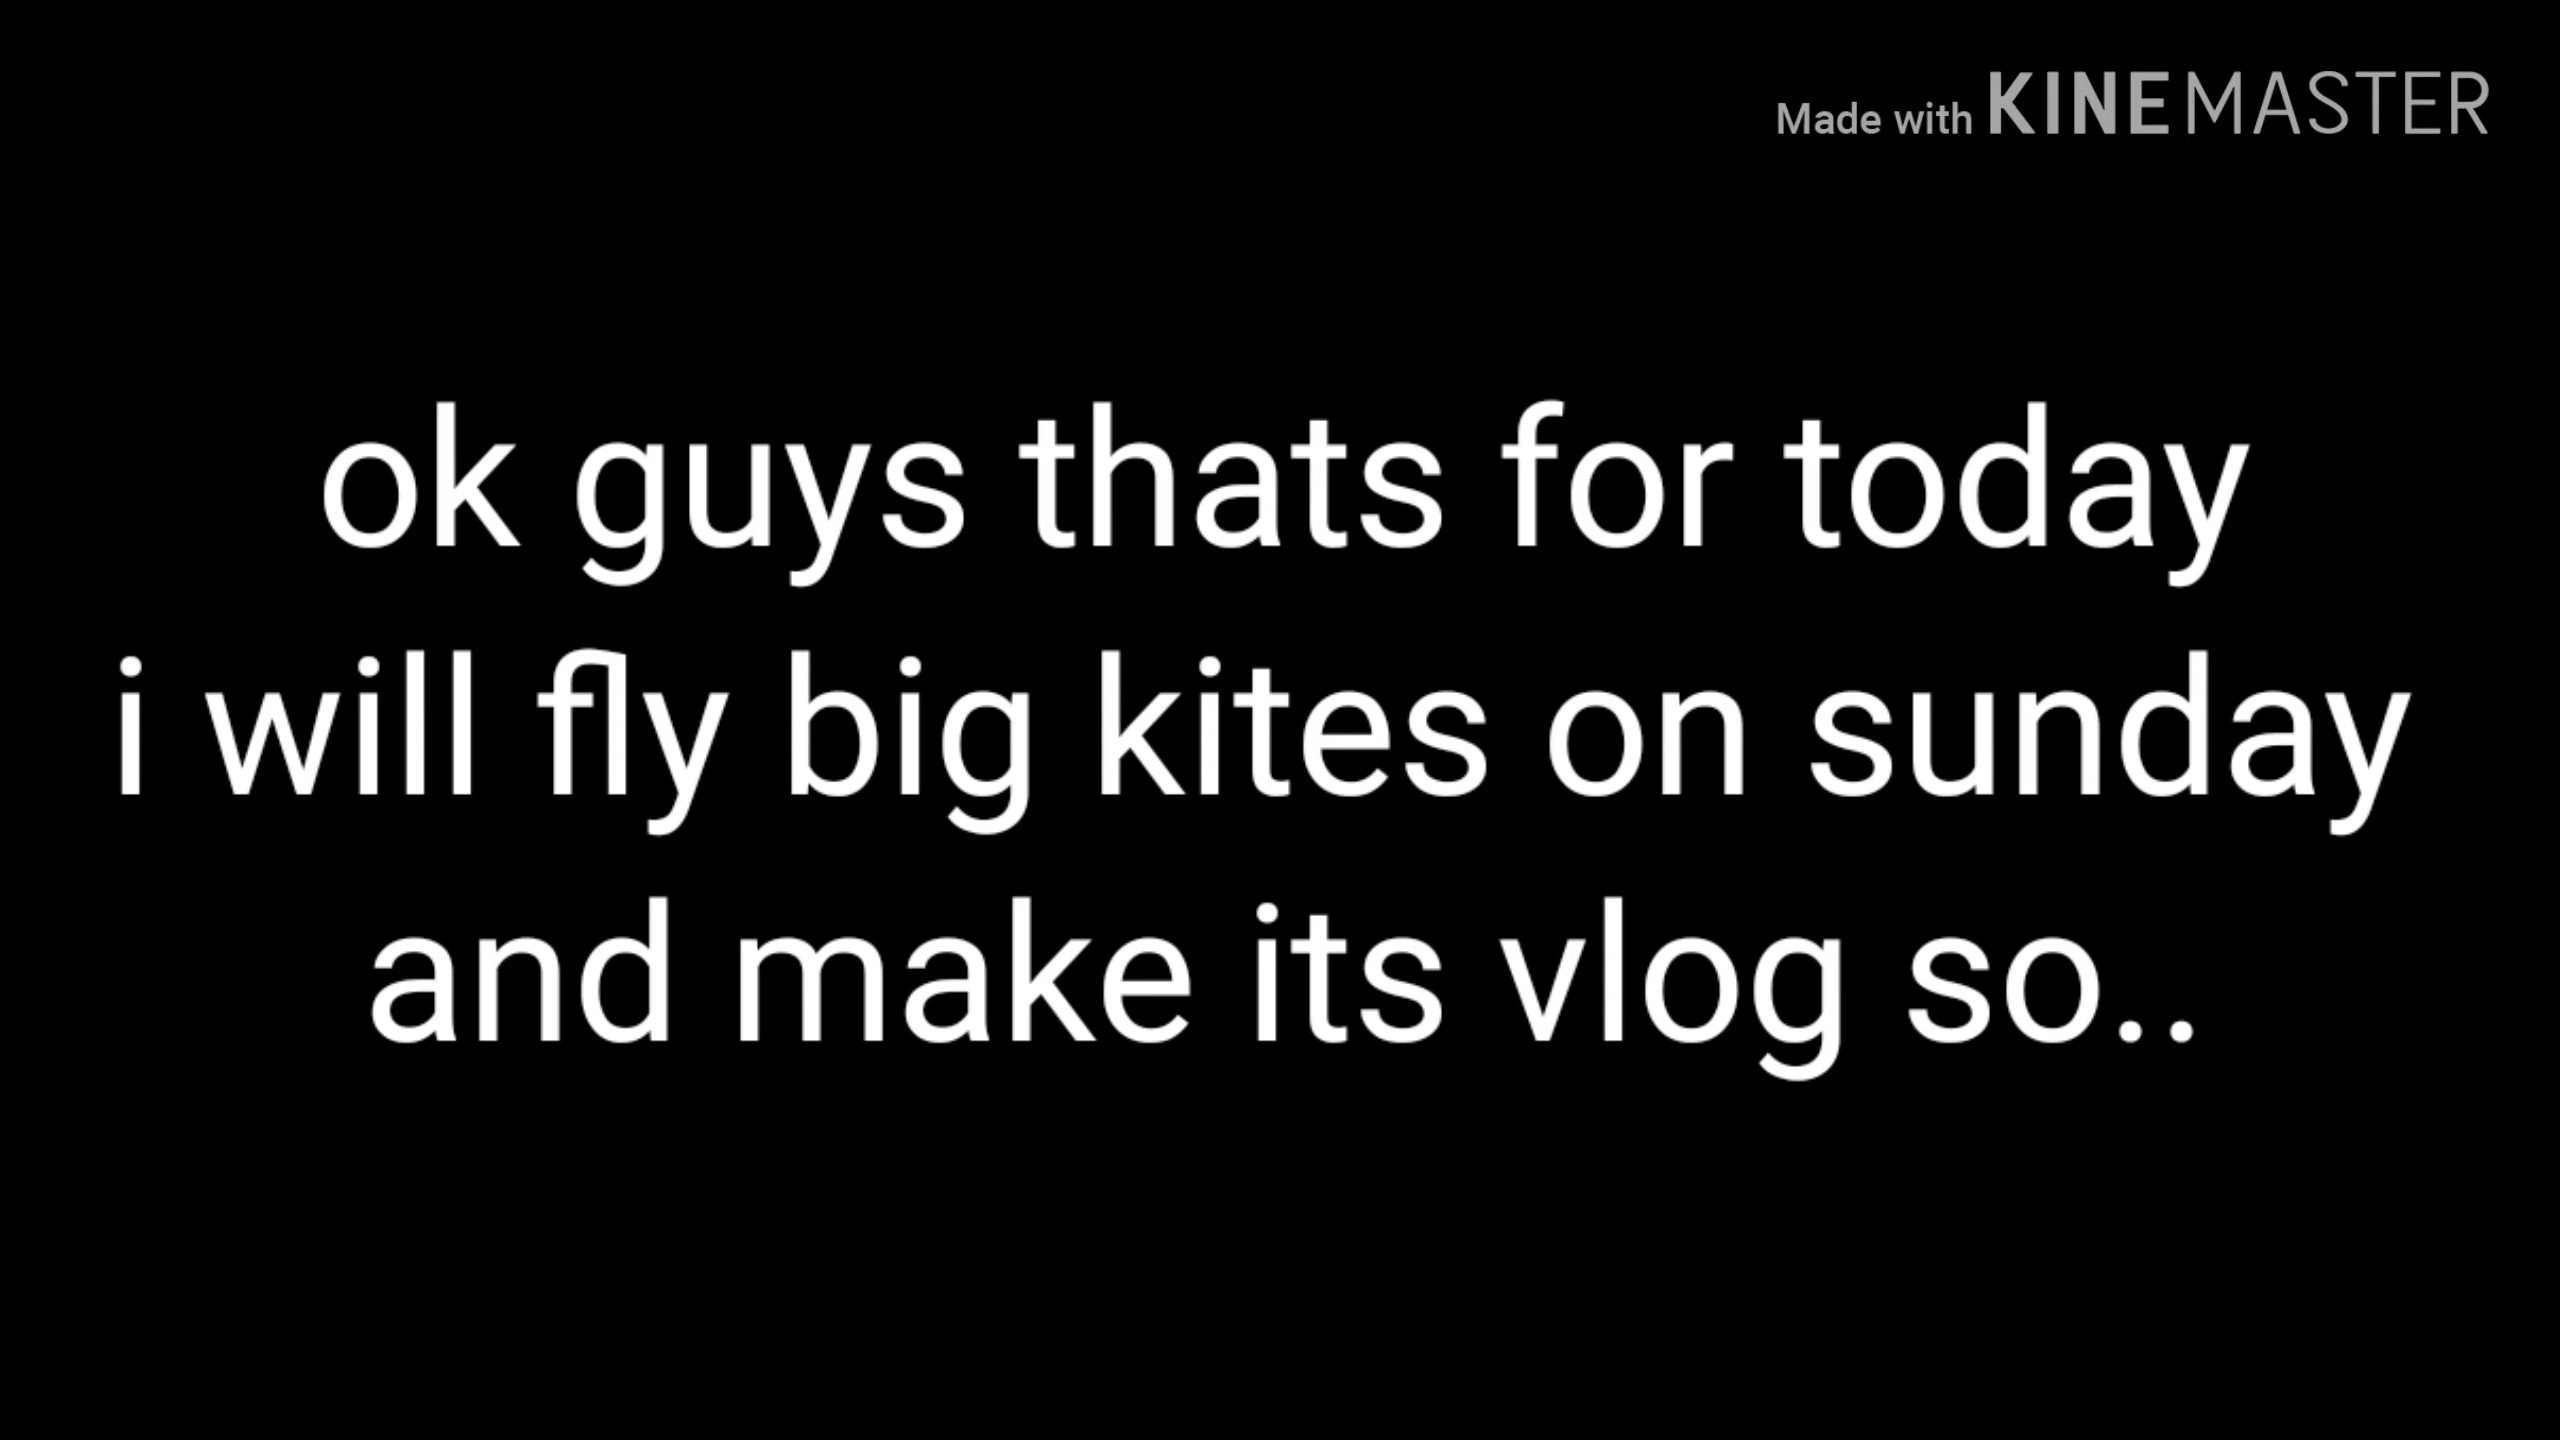 Made with KINEMASTER
ok guys thats for today
i will fly big kites on sunday
and make its vlog so..